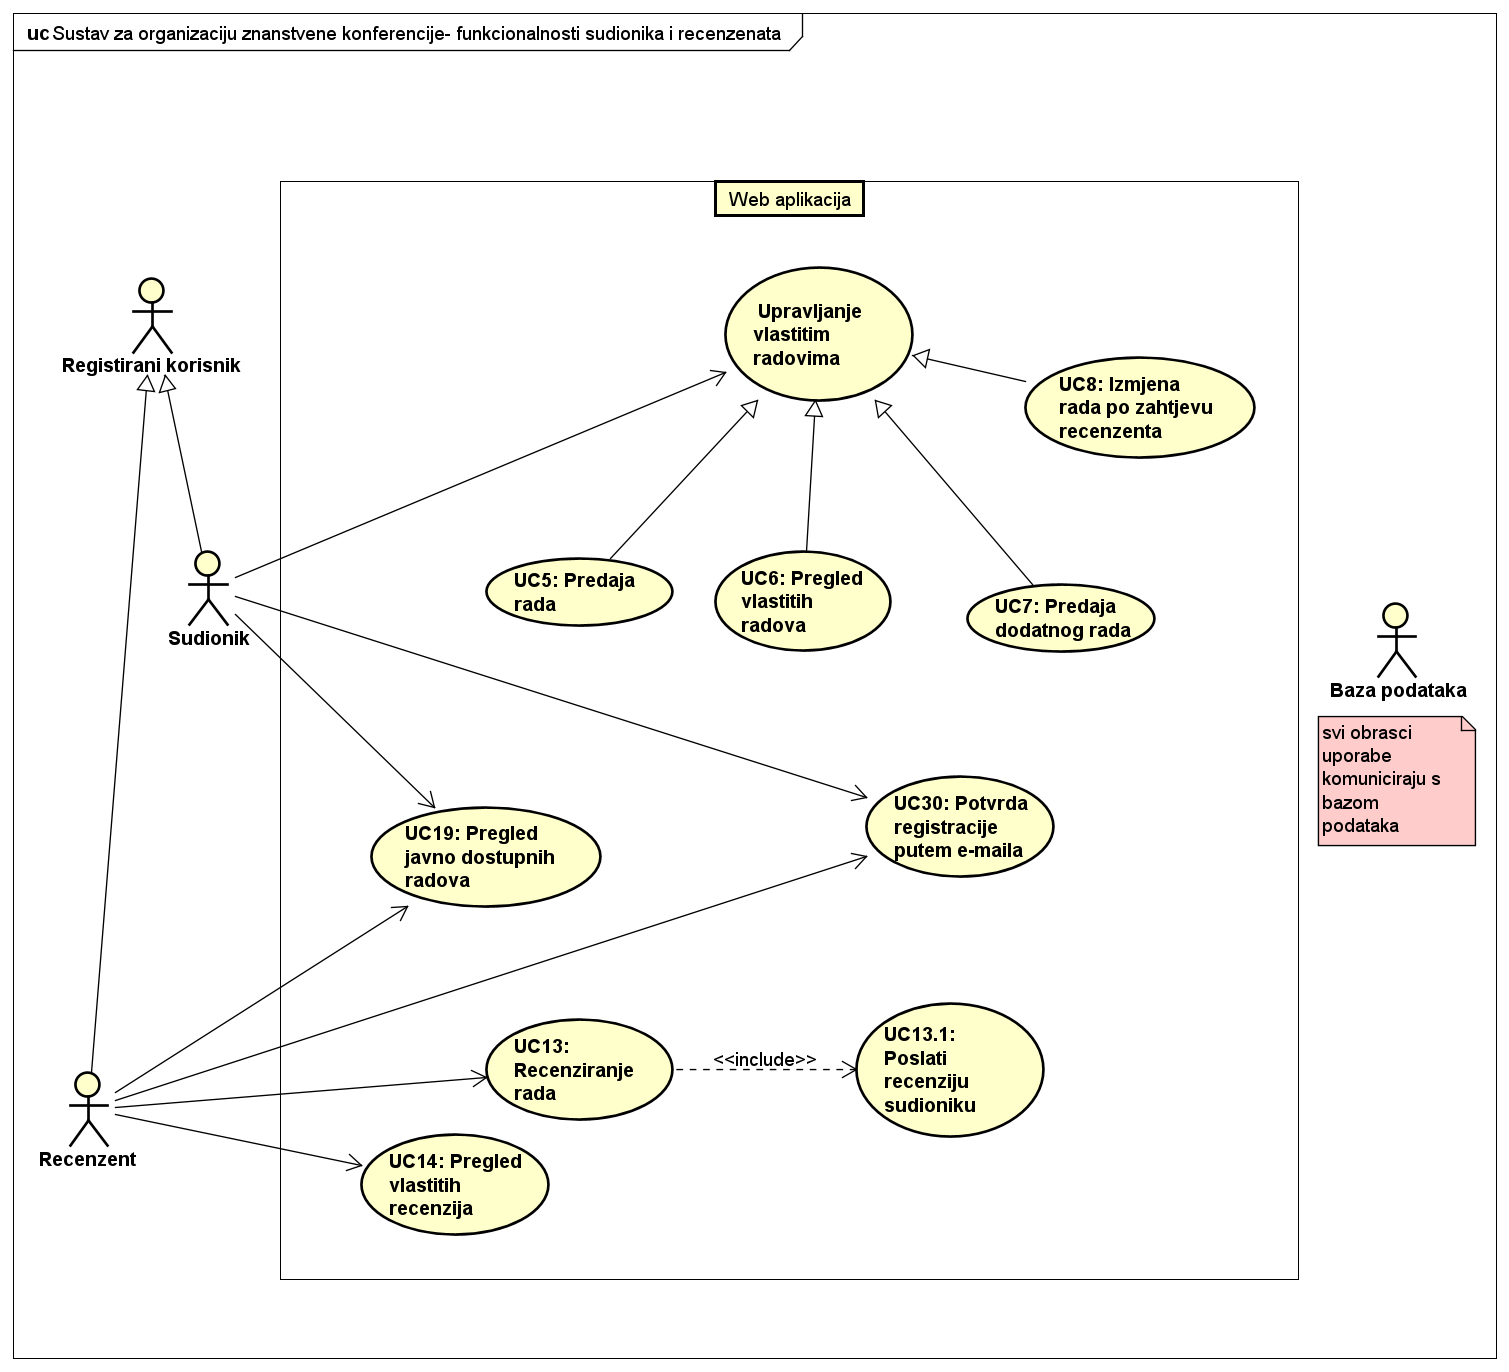 uc Sustav za organizaciju znanstvene konferencije- funkcionalnosti sudionika i recenzenata
Web aplikacija
Registirani korisnik
Upravljanje
vlastitim
radovima
UC8: Izmjena
rada po zahtjevu
recenzenta
Sudionik
UC5: Predaja
rada
UC6: Pregled
vlastitih
radova
UC7: Predaja
dodatnog rada
Baza podataka
svi obrasci
uporabe
komuniciraju s
bazom
podataka
UC19: Pregled
javno dostupnih
radova
UC30: Potvrda
registracije
putem e-maila
Recenzent
UC13:
Recenziranje
rada
<<include>>
UC13.1:
Poslati
recenziju
sudioniku
UC14: Pregled
vlastitih
recenzija